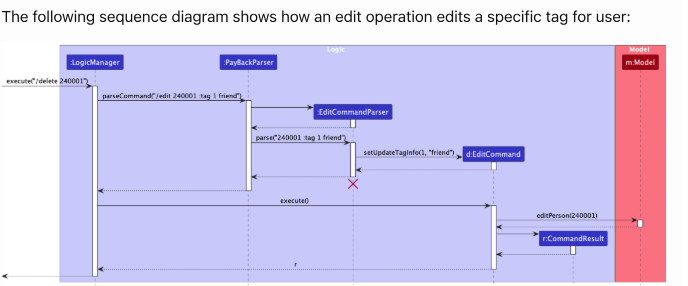 The following sequence diagram shows how an edit operation edits a specific tag for user:
Logic
Model
:LogicManager
:PayBackParser
m:Model
execute("/delete 240001")
parseCommand("/edit 240001 :tag 1 friend")
:EditCommandParser
parse("240001 :tag 1 friend")
setUpdateTagInfo(1, "friend")
d:EditCommand
execute()
editPerson(240001)
r:CommandResult
r